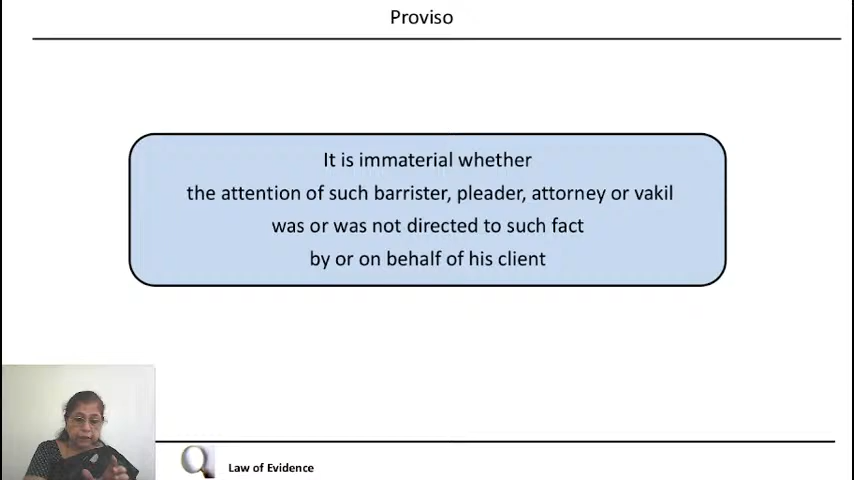 Proviso
It is immaterial whether
the attention of such barrister, pleader, attorney or vakil
was or was not directed to such fact
by or on behalf of his client
Law of Evidence